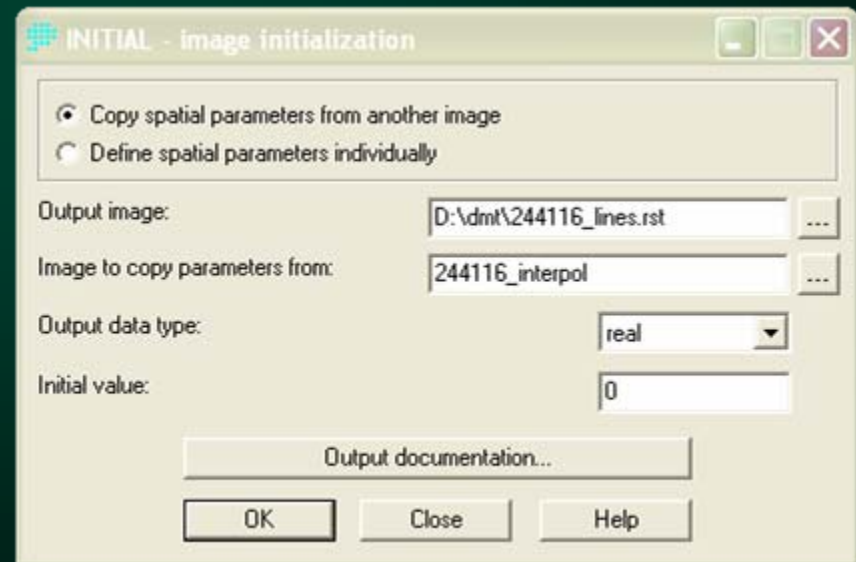 INITIAL - image initialization
Copy spatial parameters from another image
Define spatial parameters individually
Output image: D:\dmt\244116_lines.rst ...
Image to copy parameters from: 244116_interpol ...
Output data type: real
Initial value: 0
Output documentation...
OK Close Help